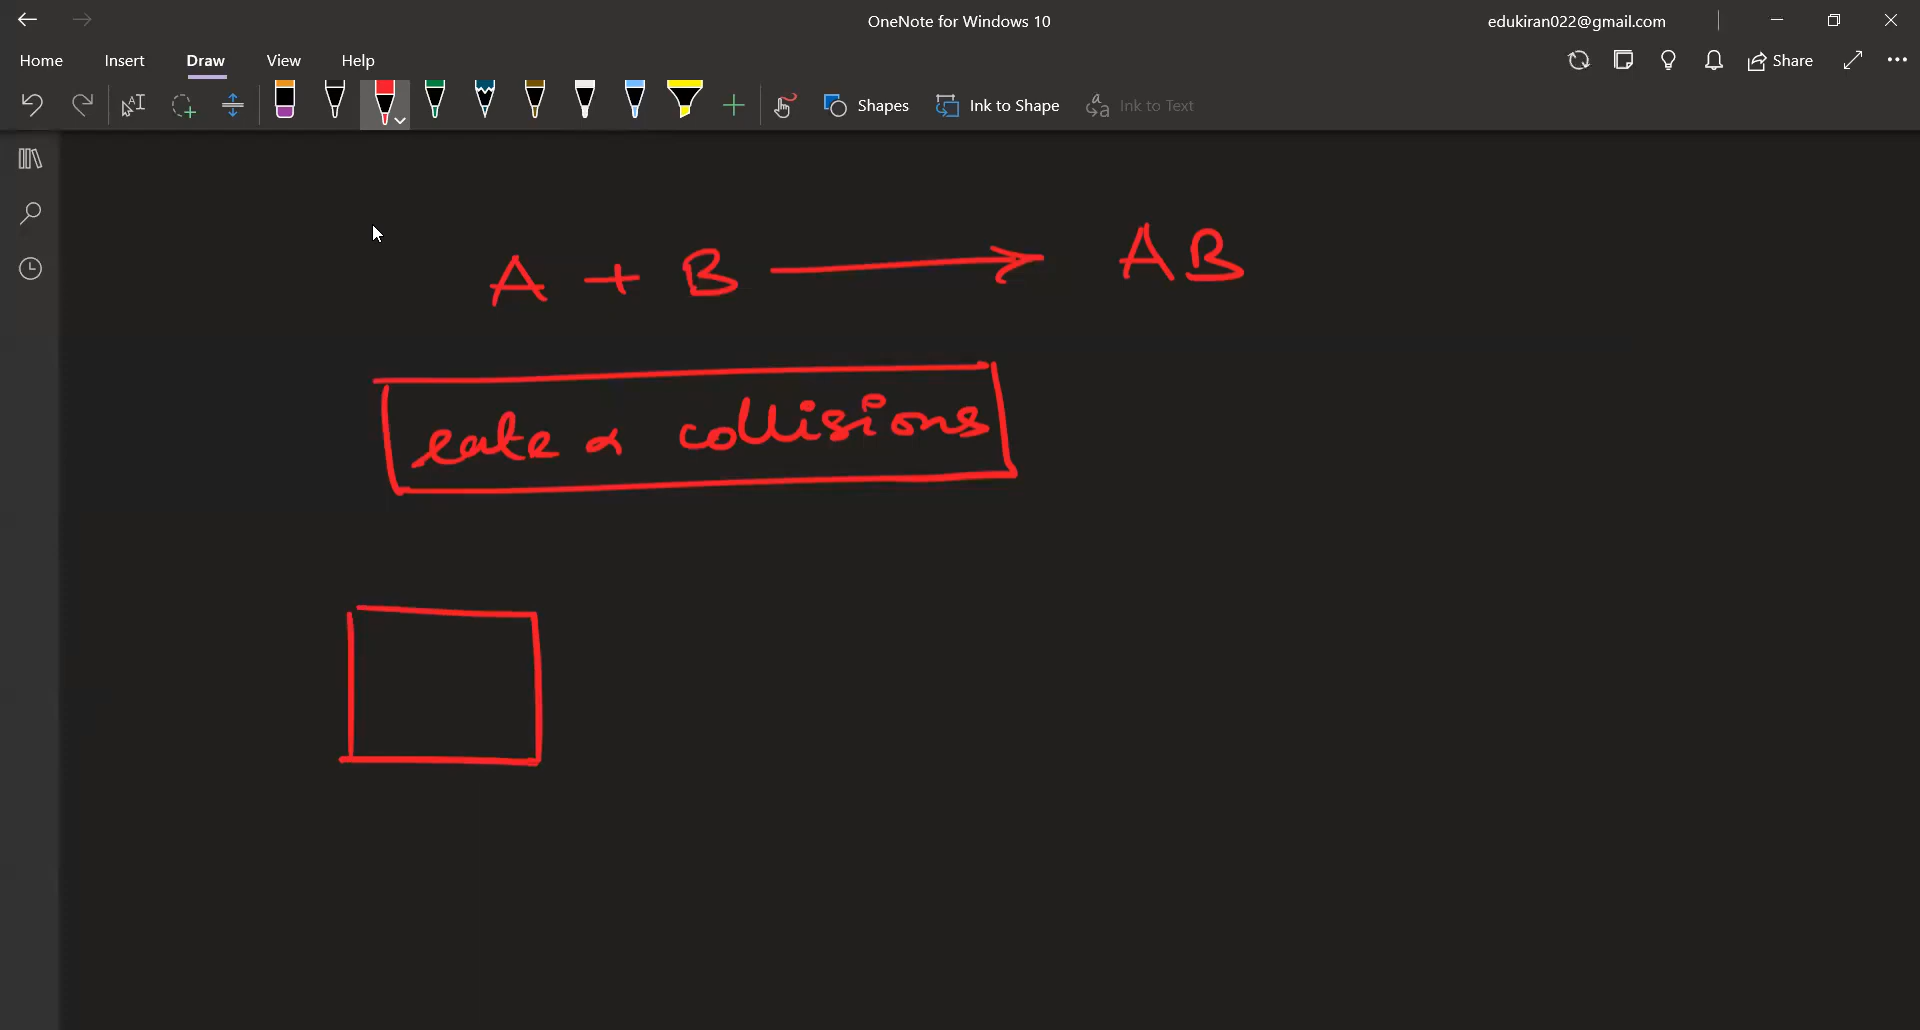 OneNote for Windows 10
edukiran022@gmail.com
Home Insert Draw View Help
Share
Shapes Ink to Shape Ink to Text
A + B ⟶ AB
rate ∝ collisions